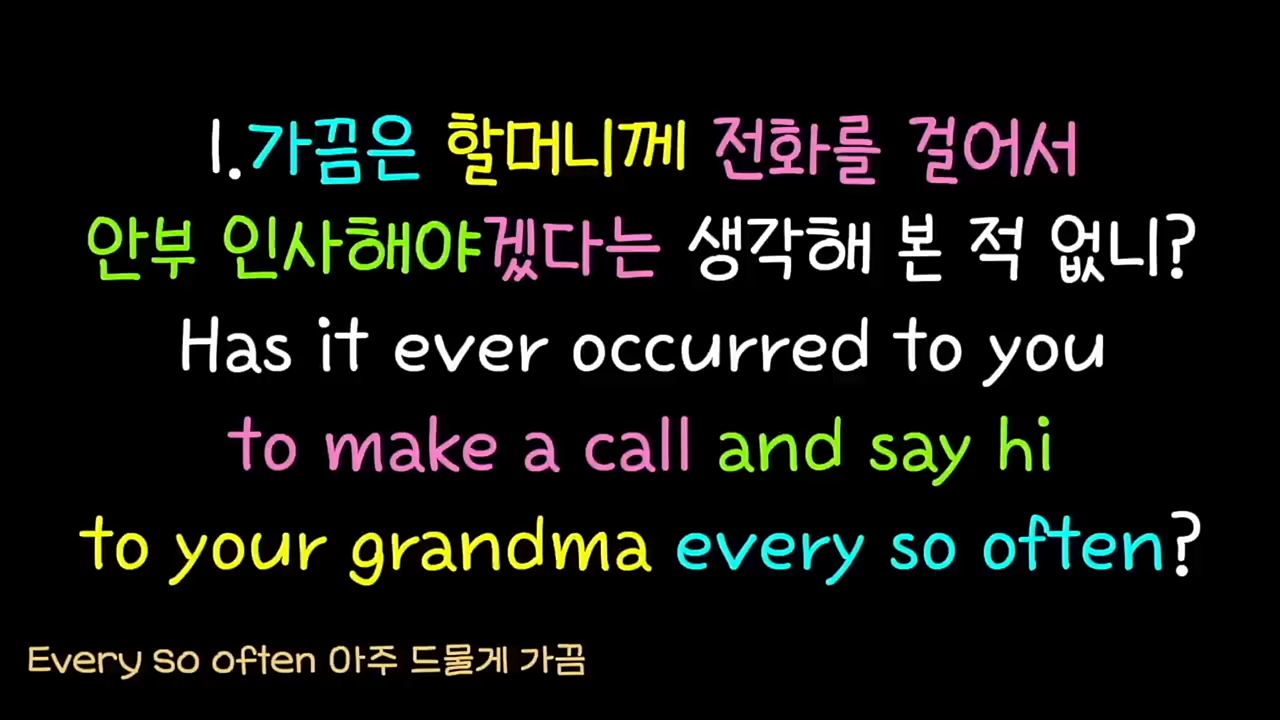 1.가끔은 할머니께 전화를 걸어서
안부 인사해야겠다는 생각해 본 적 없니?
Has it ever occurred to you
to make a call and say hi
to your grandma every so often?
Every so often 아주 드물게 가끔